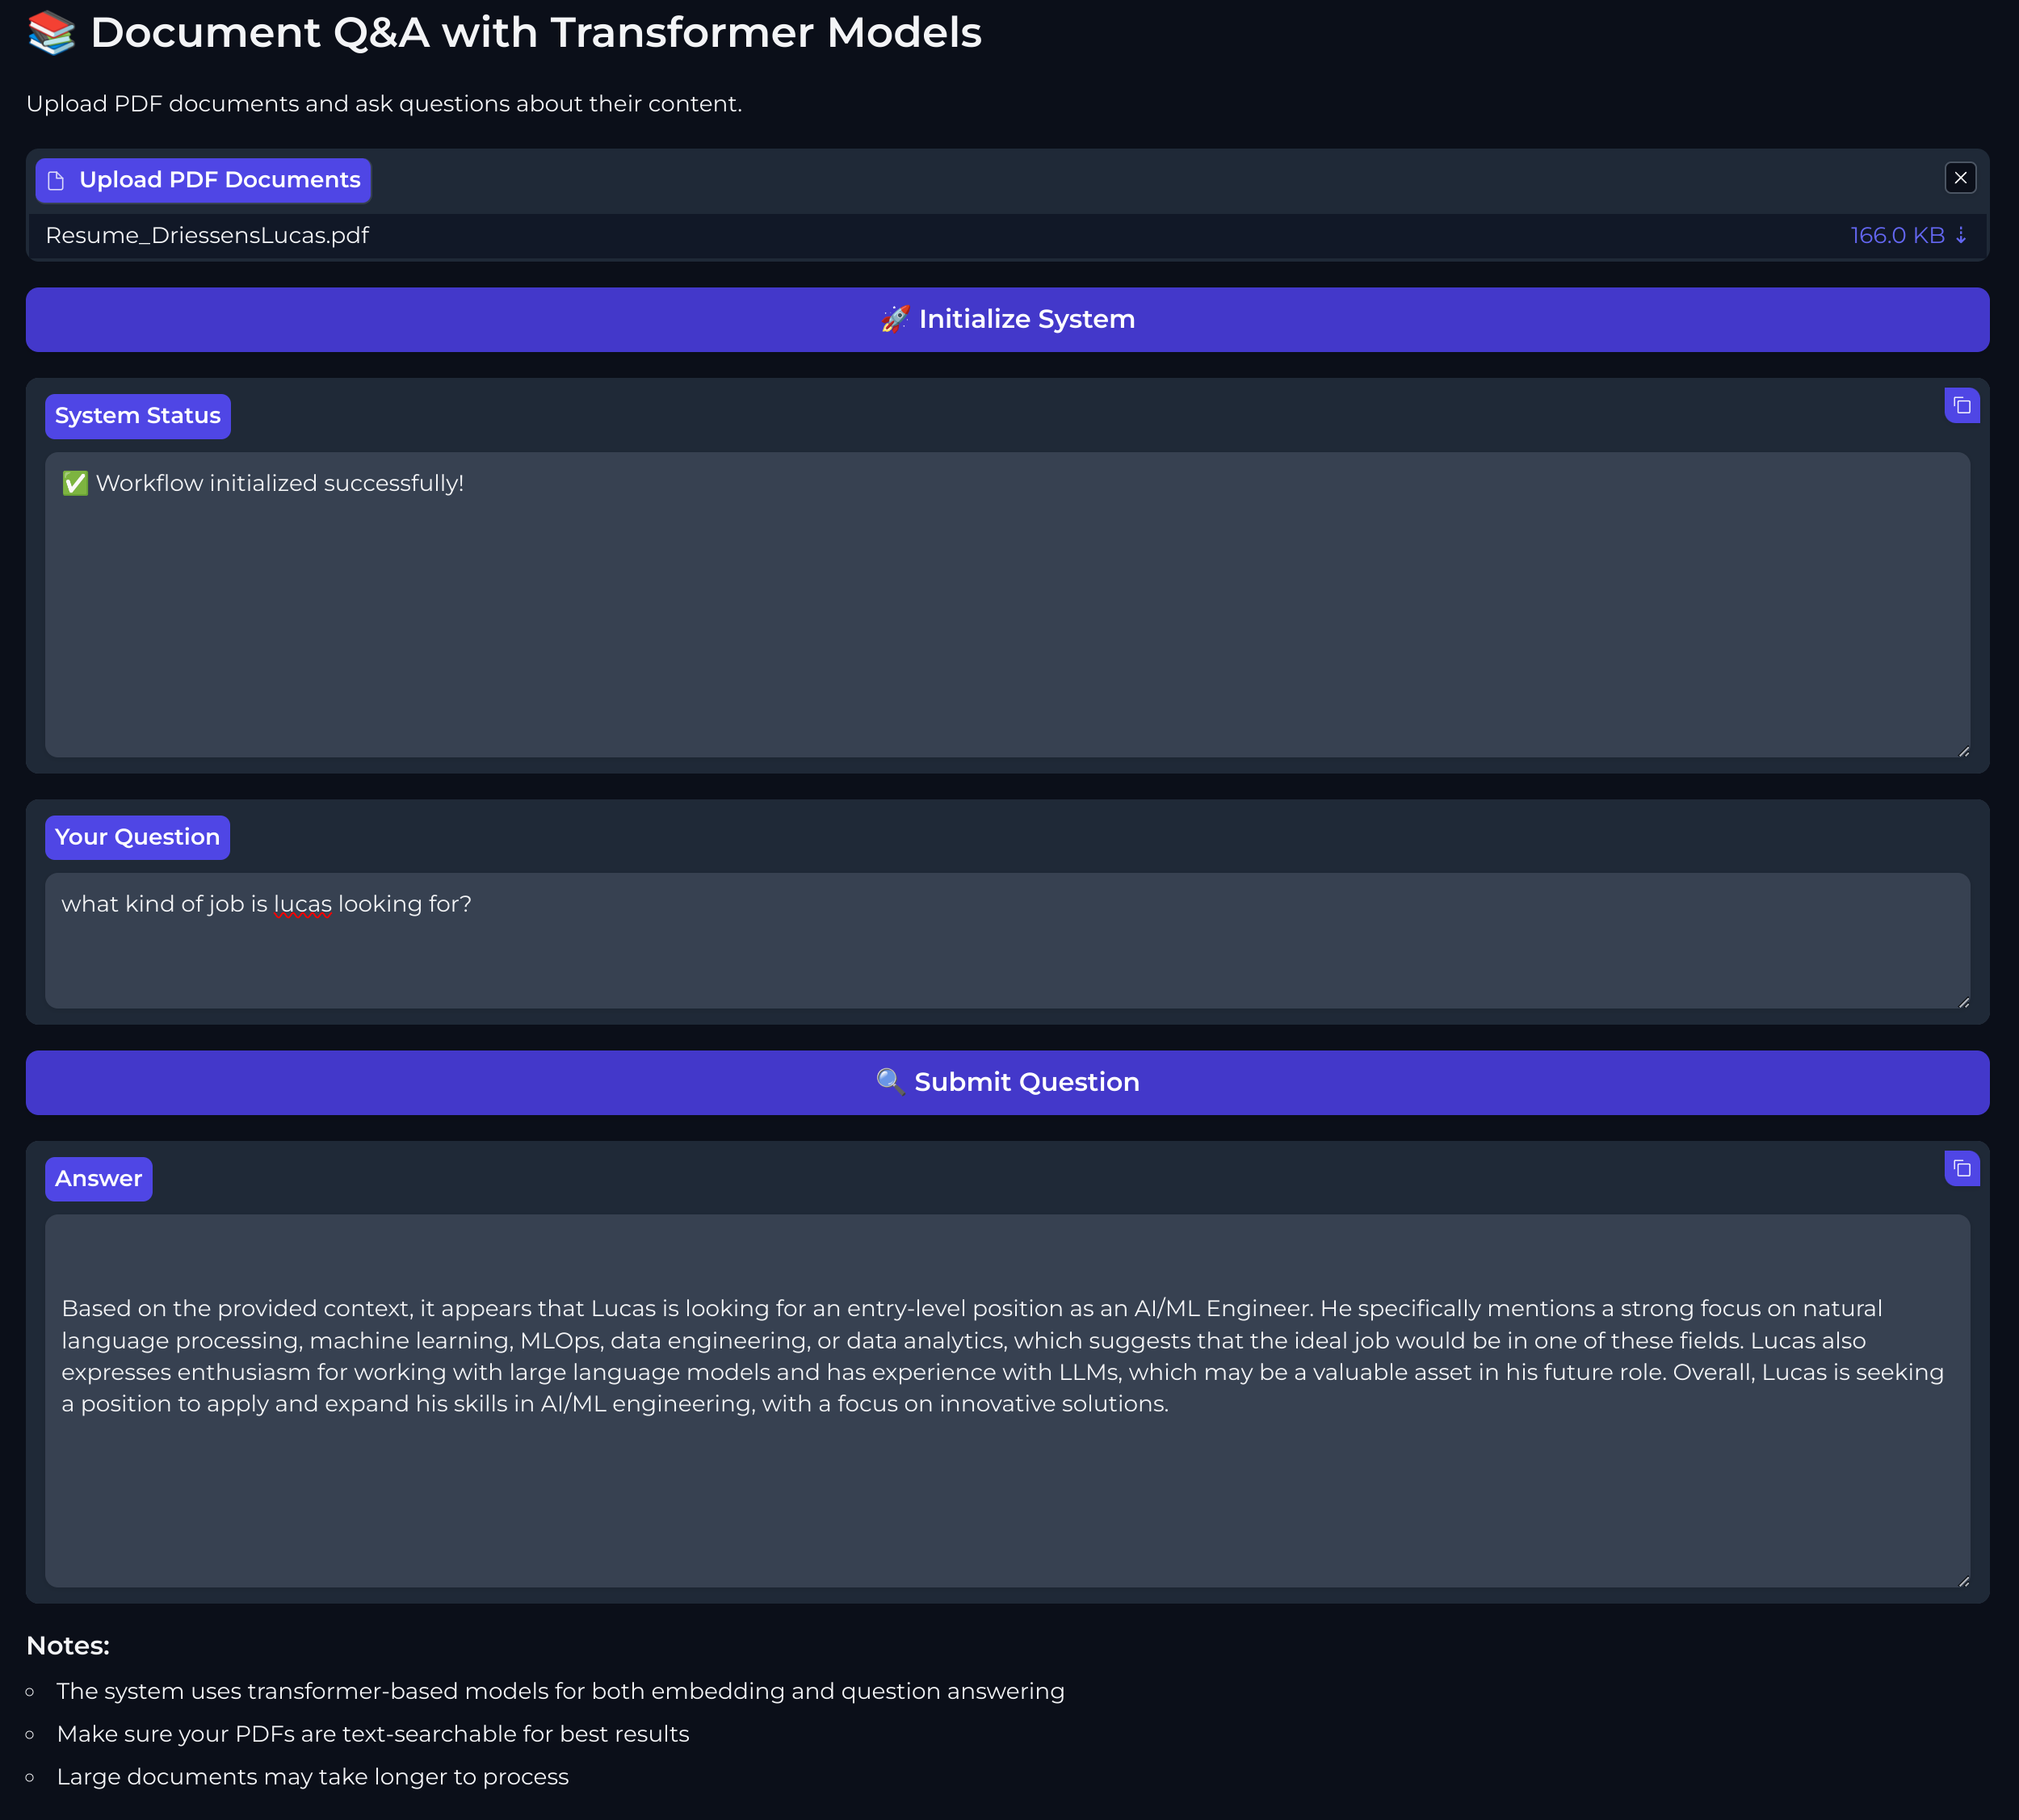 📚 Document Q&A with Transformer Models
Upload PDF documents and ask questions about their content.
Upload PDF Documents
Resume_DriessensLucas.pdf 166.0 KB ⇣
🚀 Initialize System
System Status
✅ Workflow initialized successfully!
Your Question
what kind of job is lucas looking for?
🔍 Submit Question
Answer
Based on the provided context, it appears that Lucas is looking for an entry-level position as an AI/ML Engineer. He specifically mentions a strong focus on natural
language processing, machine learning, MLOps, data engineering, or data analytics, which suggests that the ideal job would be in one of these fields. Lucas also
expresses enthusiasm for working with large language models and has experience with LLMs, which may be a valuable asset in his future role. Overall, Lucas is seeking
a position to apply and expand his skills in AI/ML engineering, with a focus on innovative solutions.
Notes:
The system uses transformer-based models for both embedding and question answering
Make sure your PDFs are text-searchable for best results
Large documents may take longer to process